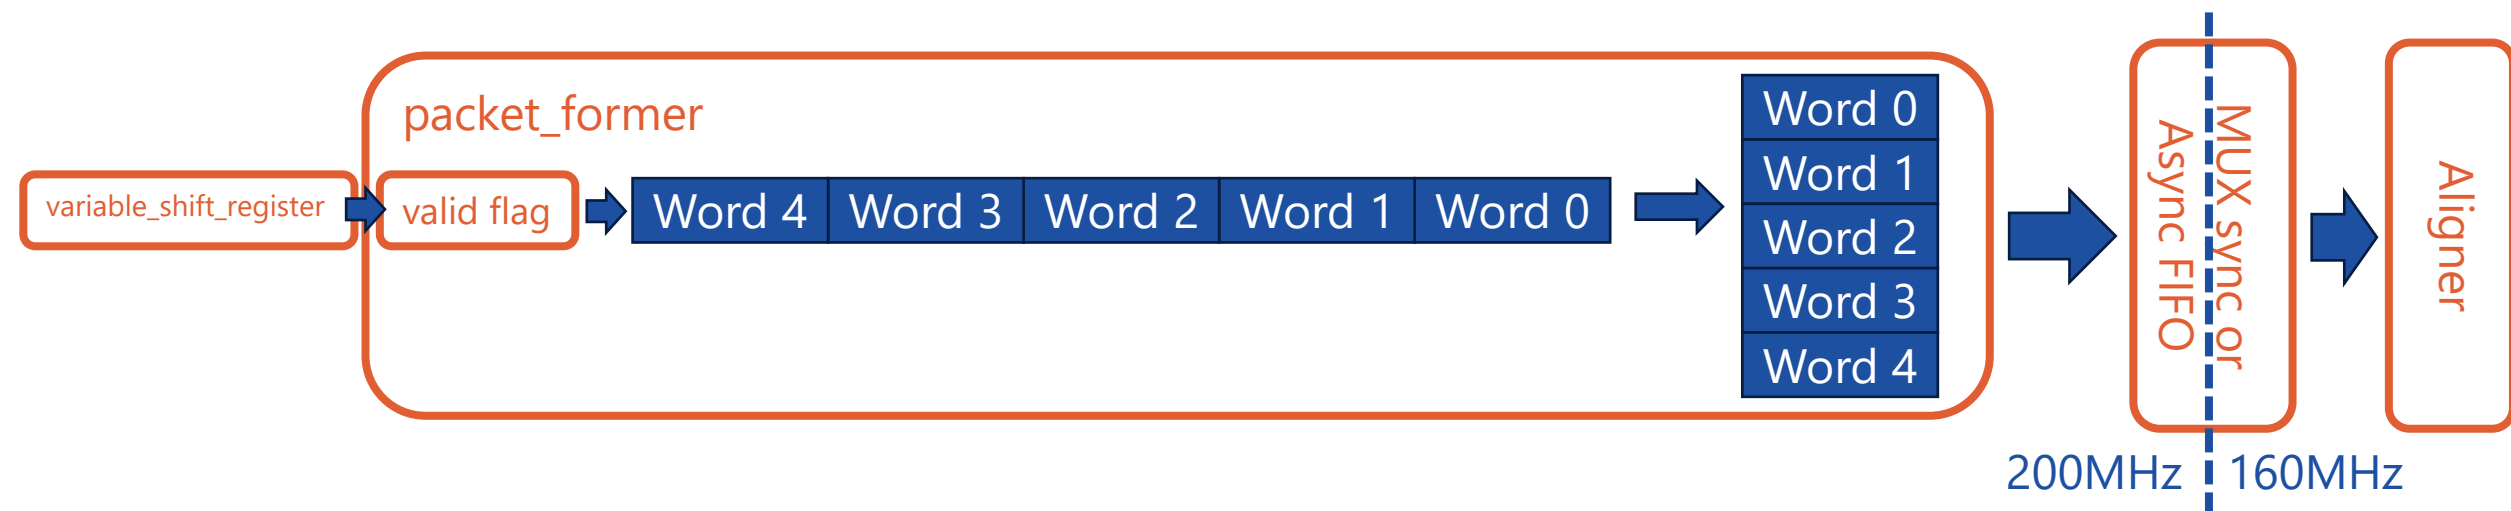 packet_former
variable_shift_register
valid flag
Word 4 Word 3 Word 2 Word 1 Word 0
Word 0
Word 1
Word 2
Word 3
Word 4
MUX sync or
Async FIFO
Aligner
200MHz
160MHz